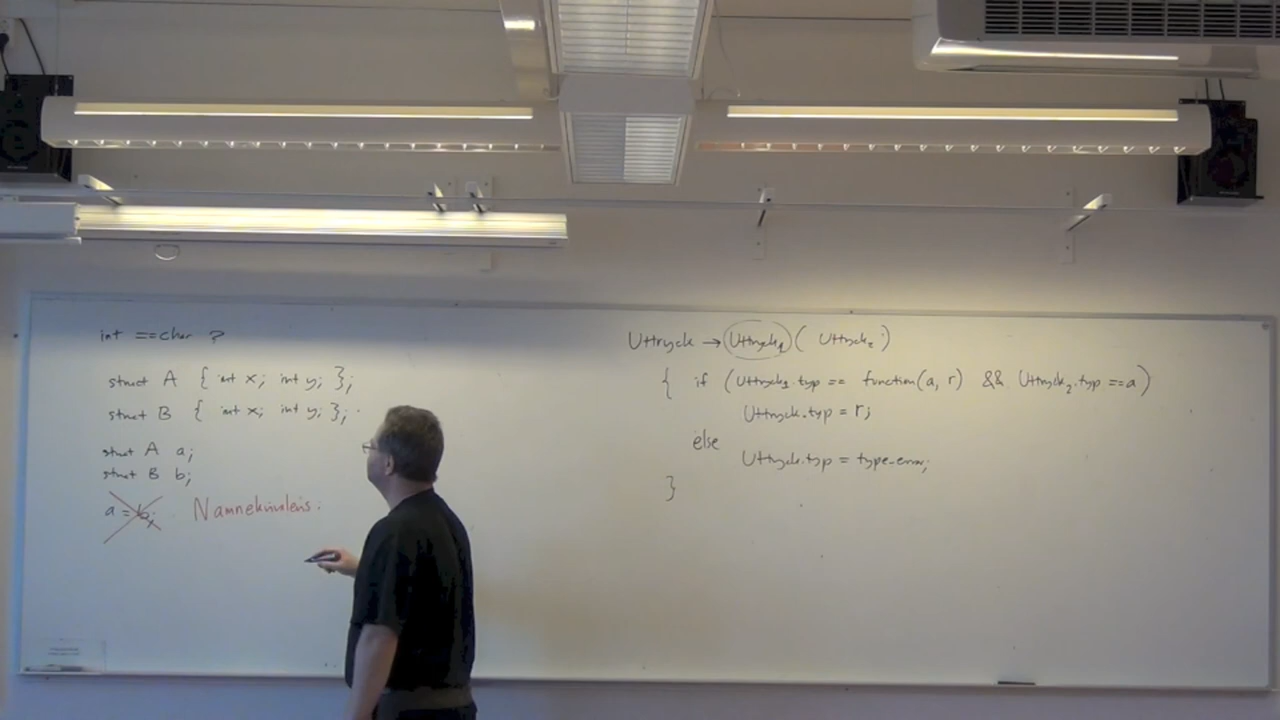 int == char ?
struct A { int x; int y; };
struct B { int x; int y; };
struct A a;
struct B b;
a = b;
Namnekvivalens.
Uttryck → Uttryck1 ( Uttryck2 )
{ if (Uttryck1.typ == function(a, r) && Uttryck2.typ == a)
Uttryck.typ = r;
else
Uttryck.typ = type-error;
}